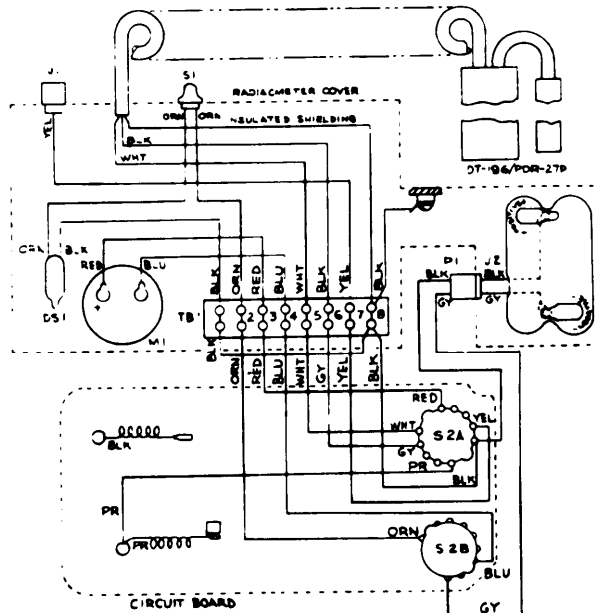 J1
S1
RADIACMETER COVER
YEL
ORN ORN
INSULATED SHIELDING
BLK
WHT
DT-196/PDR-27P
ORN
BLK
RED
BLU
DS1
+
M1
P1
J2
BLK
BLK
GY
GY
BLK
ORN
RED
BLU
WHT
BLK
YEL
BLK
TB
2 3 4 5 6 7 8
BLK
ORN
RED
BLU
WHT
GY
YEL
BLK
RED
WHT
YEL
S2A
GY
PR
BLK
BLK
PR
PR
ORN
S2B
BLU
CIRCUIT BOARD
GY